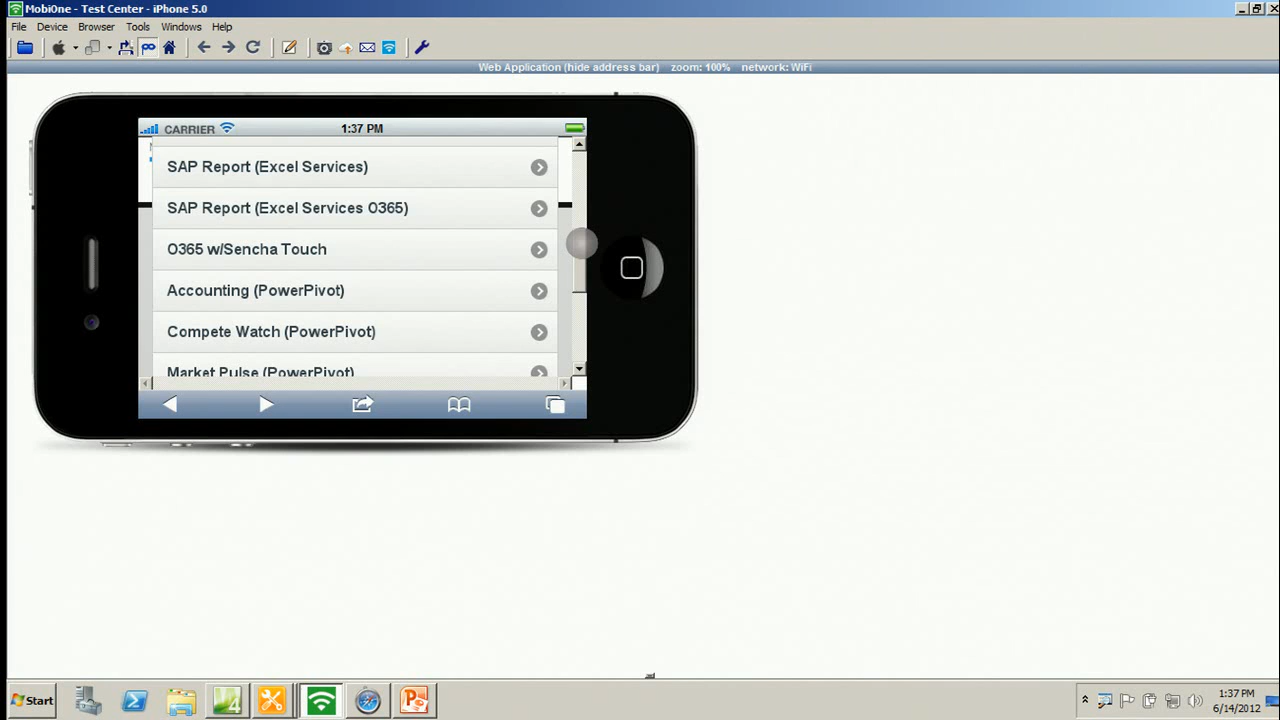 MobiOne - Test Center - iPhone 5.0
File Device Browser Tools Windows Help
Web Application (hide address bar) zoom: 100% network: WiFi
CARRIER 1:37 PM
SAP Report (Excel Services)
SAP Report (Excel Services O365)
O365 w/Sencha Touch
Accounting (PowerPivot)
Compete Watch (PowerPivot)
Market Pulse (PowerPivot)
Start
1:37 PM
6/14/2012